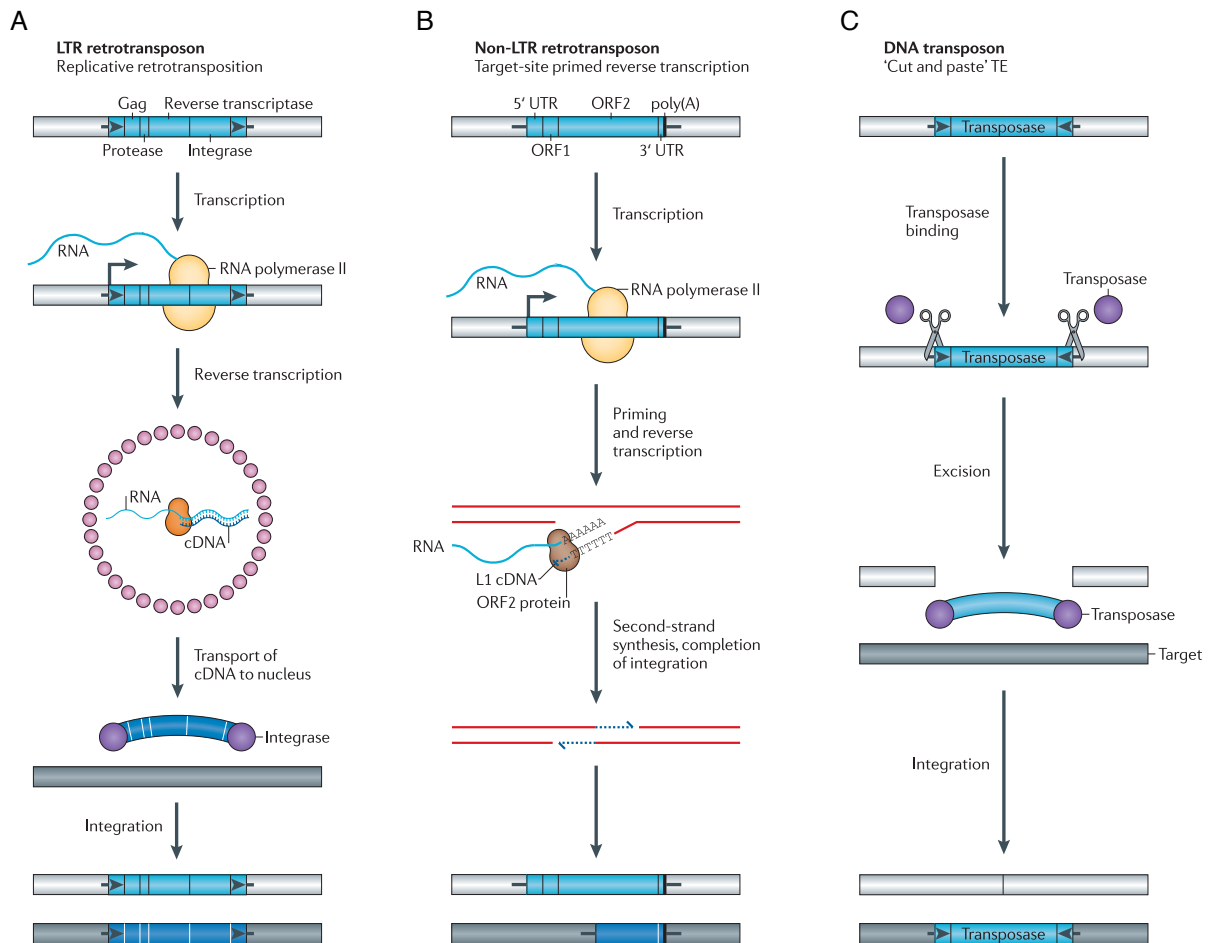 A
LTR retrotransposon
Replicative retrotransposition
Gag
Reverse transcriptase
Protease
Integrase
Transcription
RNA
RNA polymerase II
Reverse transcription
RNA
cDNA
Transport of
cDNA to nucleus
Integrase
Integration
B
Non-LTR retrotransposon
Target-site primed reverse transcription
5′ UTR
ORF2
poly(A)
ORF1
3′ UTR
Transcription
RNA
RNA polymerase II
Priming
and reverse
transcription
AAAAAA
TTTTTT
RNA
L1 cDNA
ORF2 protein
Second-strand
synthesis, completion
of integration
C
DNA transposon
‘Cut and paste’ TE
Transposase
Transposase
binding
Transposase
Transposase
Excision
Transposase
Target
Integration
Transposase